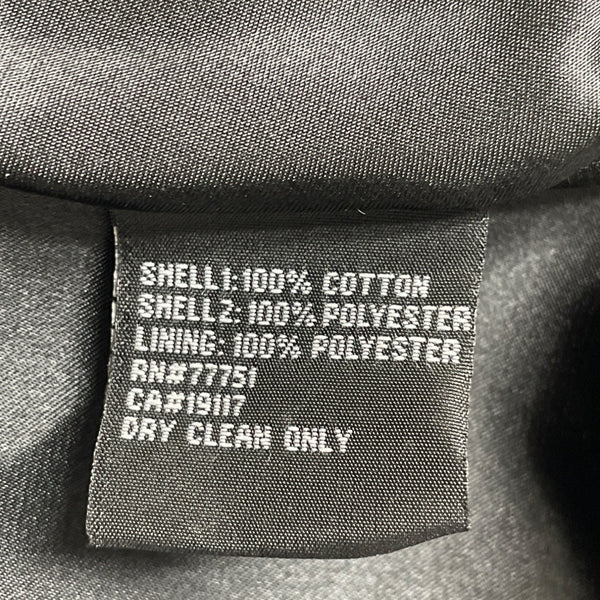 SHELL1:100% COTTON
SHELL2: 100% POLYESTER
LINING: 100% POLYESTER
RN#77751
CA#19117
DRY CLEAN ONLY